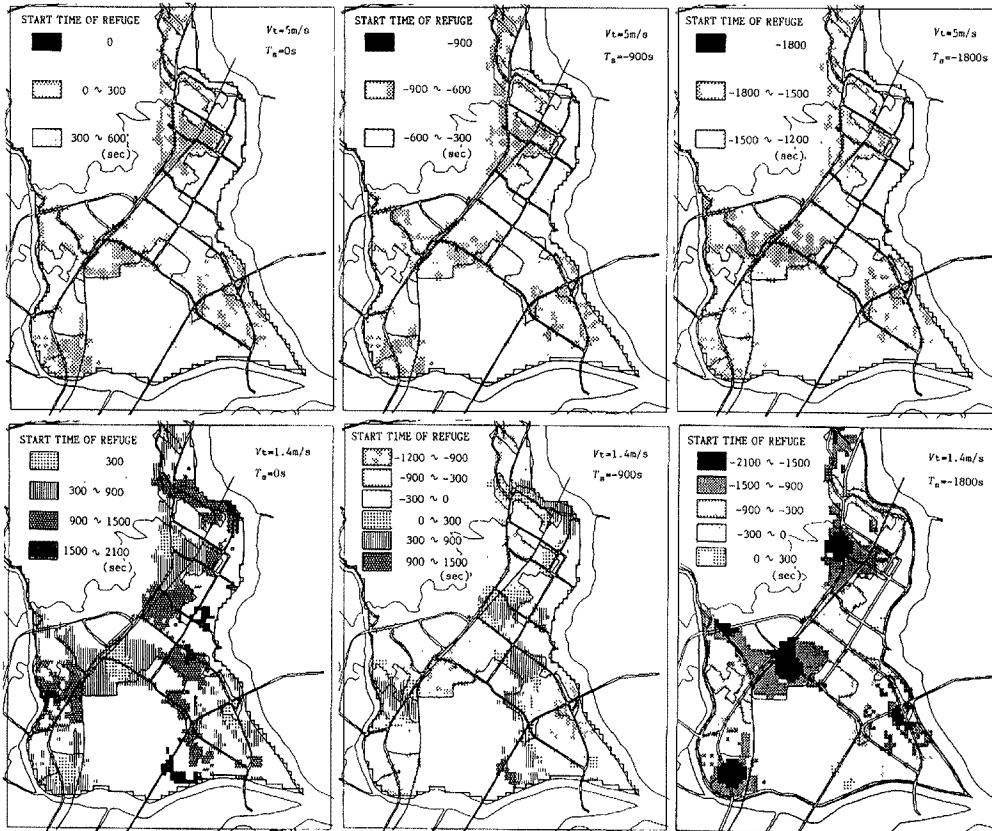 START TIME OF REFUGE
Vt=5m/s
0
Ts=0s
0 ~ 300
300 ~ 600
(sec)
START TIME OF REFUGE
Vt=5m/s
-900
Ts=-900s
-900 ~ -600
-600 ~ -300
(sec)
START TIME OF REFUGE
Vt=5m/s
-1800
Ts=-1800s
-1800 ~ -1500
-1500 ~ -1200
(sec)
START TIME OF REFUGE
Vt=1.4m/s
300
Ts=0s
300 ~ 900
900 ~ 1500
1500 ~ 2100
(sec)
START TIME OF REFUGE
Vt=1.4m/s
-1200 ~ -900
Ts=-900s
-900 ~ -300
-300 ~ 0
0 ~ 300
300 ~ 900
900 ~ 1500
(sec)
START TIME OF REFUGE
Vt=1.4m/s
-2100 ~ -1500
Ts=-1800s
-1500 ~ -900
-900 ~ -300
-300 ~ 0
0 ~ 300
(sec)